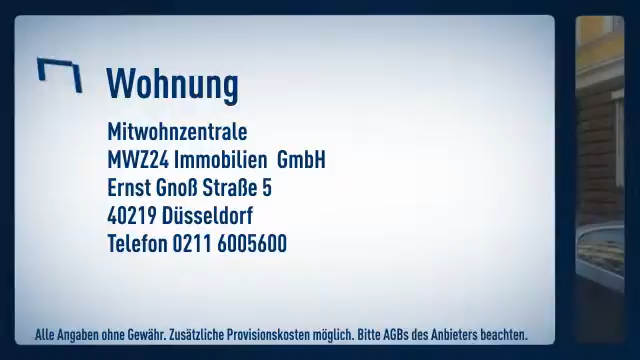 Wohnung
Mitwohnzentrale
MWZ24 Immobilien GmbH
Ernst Gnoß Straße 5
40219 Düsseldorf
Telefon 0211 6005600
Alle Angaben ohne Gewähr. Zusätzliche Provisionskosten möglich. Bitte AGBs des Anbieters beachten.